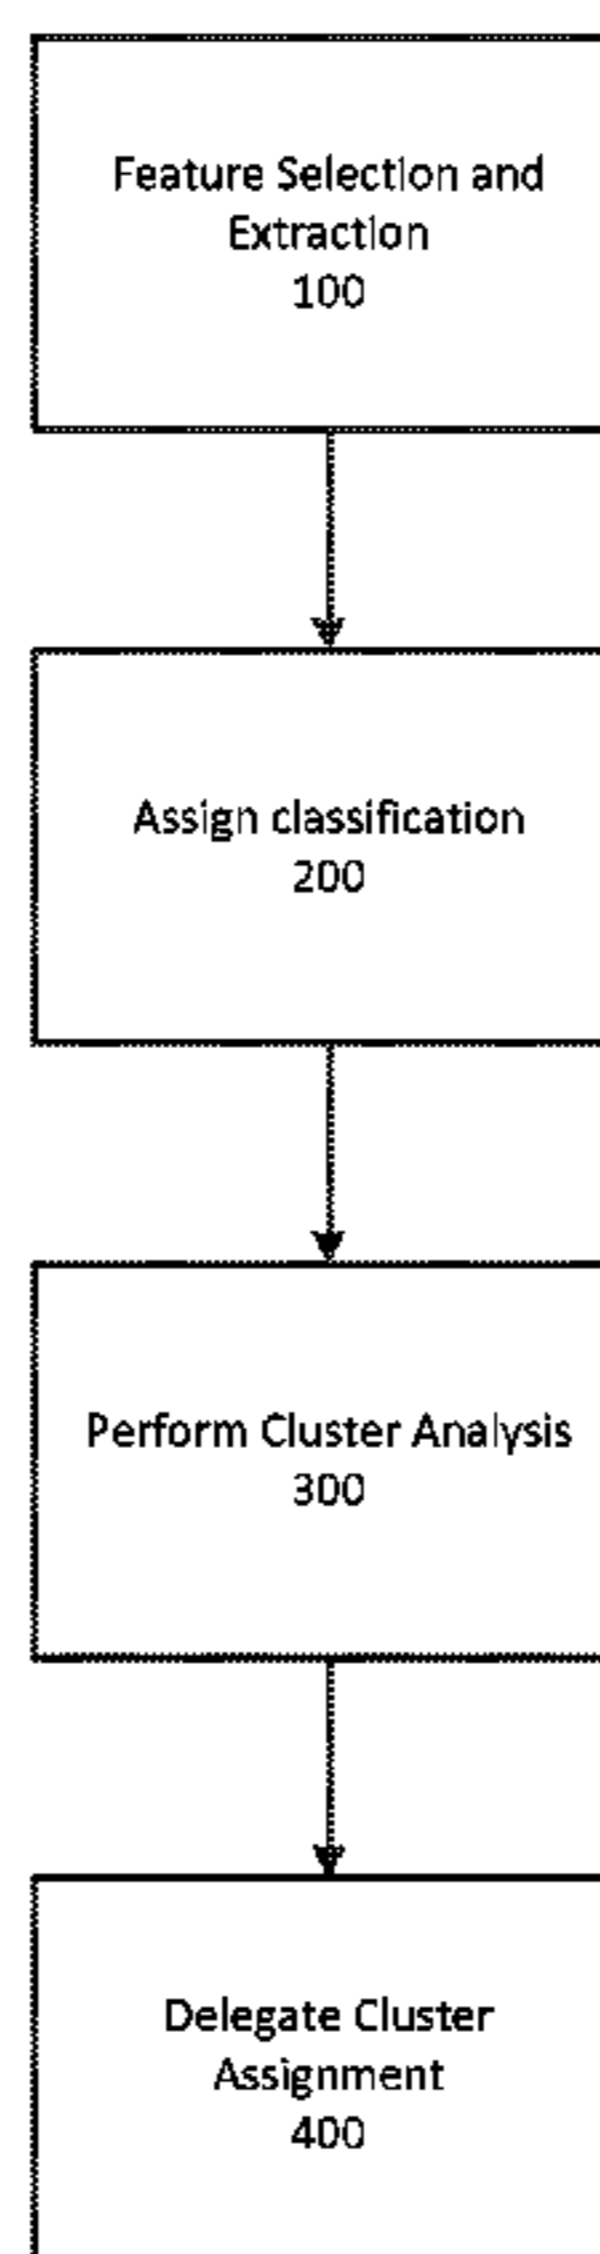 Feature Selection and
Extraction
100
Assign classification
200
Perform Cluster Analysis
300
Delegate Cluster
Assignment
400